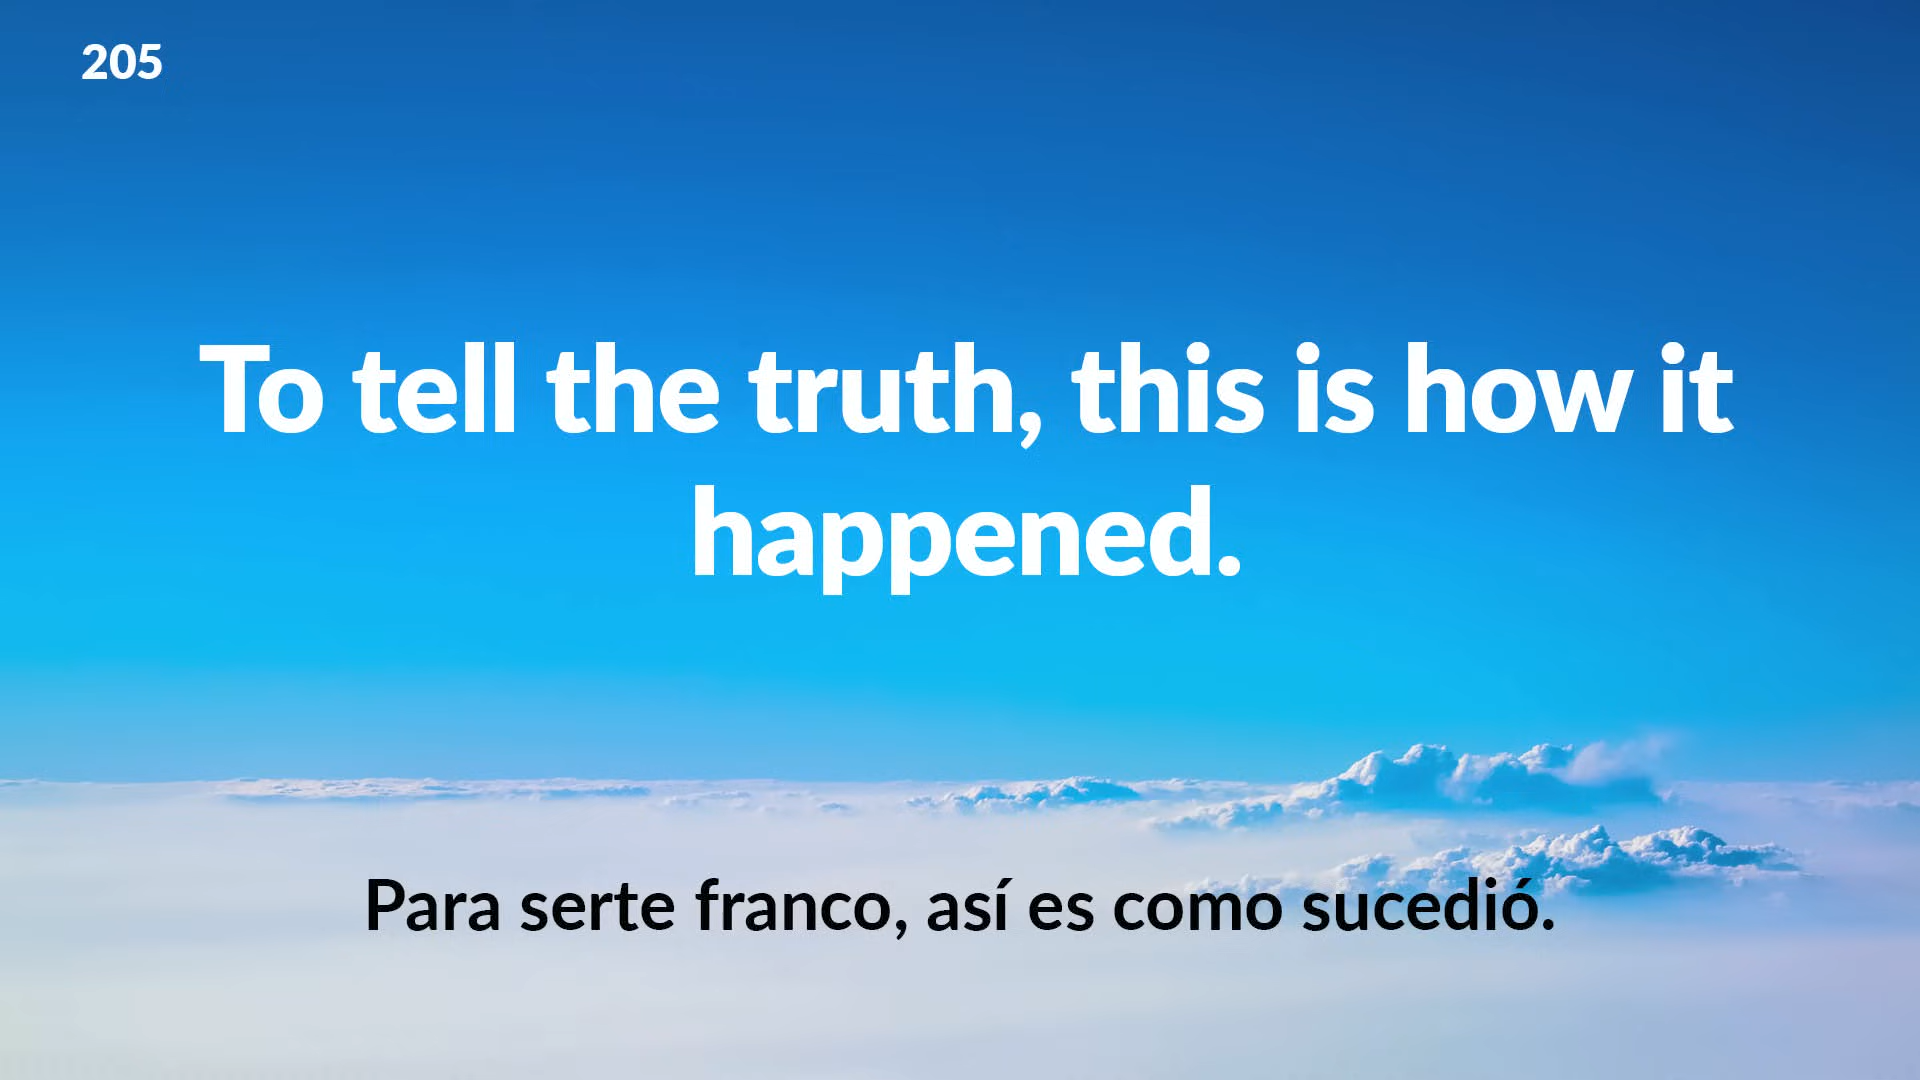 205
To tell the truth, this is how it
happened.
Para serte franco, así es como sucedió.